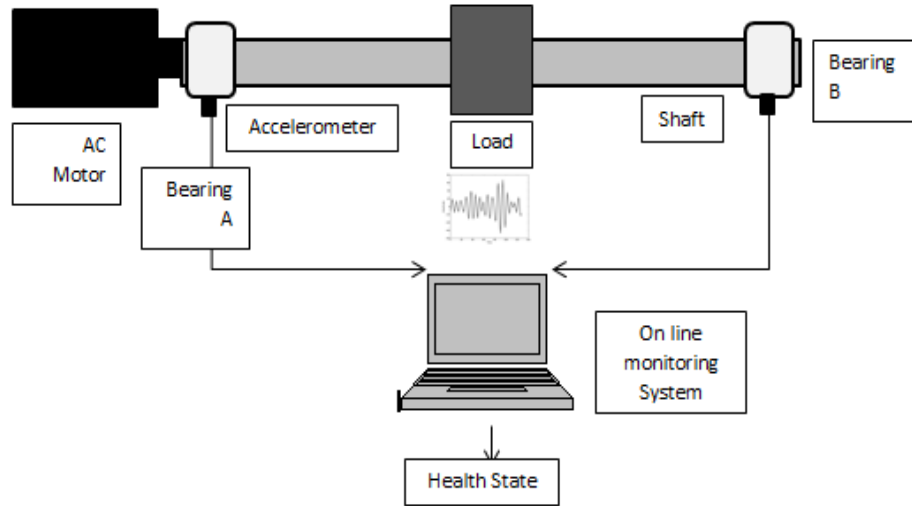 Bearing
B
Accelerometer
Shaft
AC
Motor
Load
Bearing
A
On line
monitoring
System
Health State